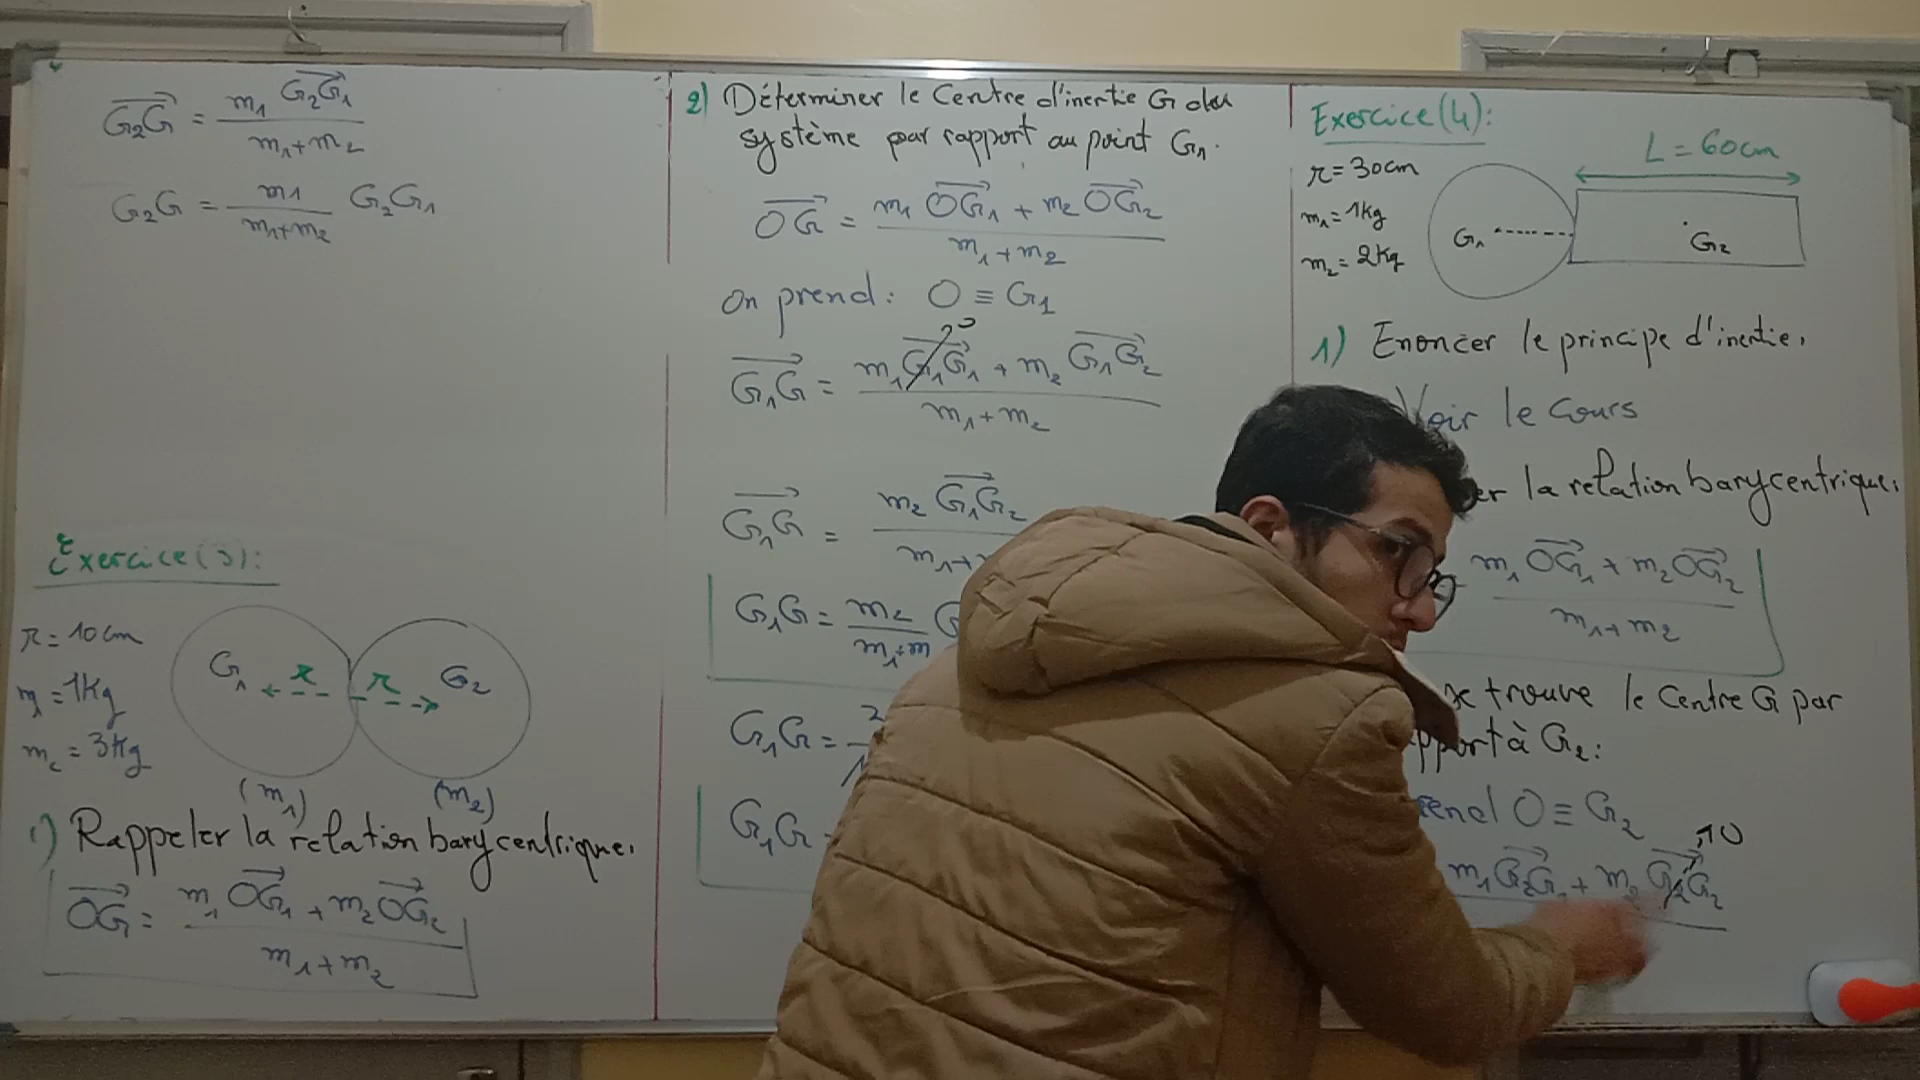 G₂G = m₁ G₂G₁ / m₁+m₂
G₂G = m₁ / m₁+m₂ G₂G₁
Exercice(3):
r = 10cm
m₁ = 1Kg
m₂ = 3Kg
G₁ r r G₂
(m₁) (m₂)
1) Rappeler la relation barycentrique.
OG = m₁ OG₁ + m₂ OG₂ / m₁+m₂
2) Déterminer le Centre d'inertie G du
système par rapport au point G₁.
OG = m₁ OG₁ + m₂ OG₂ / m₁+m₂
On prend: O ≡ G₁
G₁G = m₁ G₁G₁ + m₂ G₁G₂ / m₁+m₂
G₁G = m₂ G₁G₂
G₁G = m₂
G₁G =
G₁G
Exercice(4):
L = 60cm
r = 30cm
m₁ = 1Kg
m₂ = 2Kg
G₁ G₂
1) Enoncer le principe d'inertie.
Voir le Cours
er la relation barycentrique.
m₁ OG₁ + m₂ OG₂ / m₁+m₂
se trouve le Centre G par
pport à G₂:
rend O ≡ G₂
m₁ G₂G₁ + m₂ G₂G₂